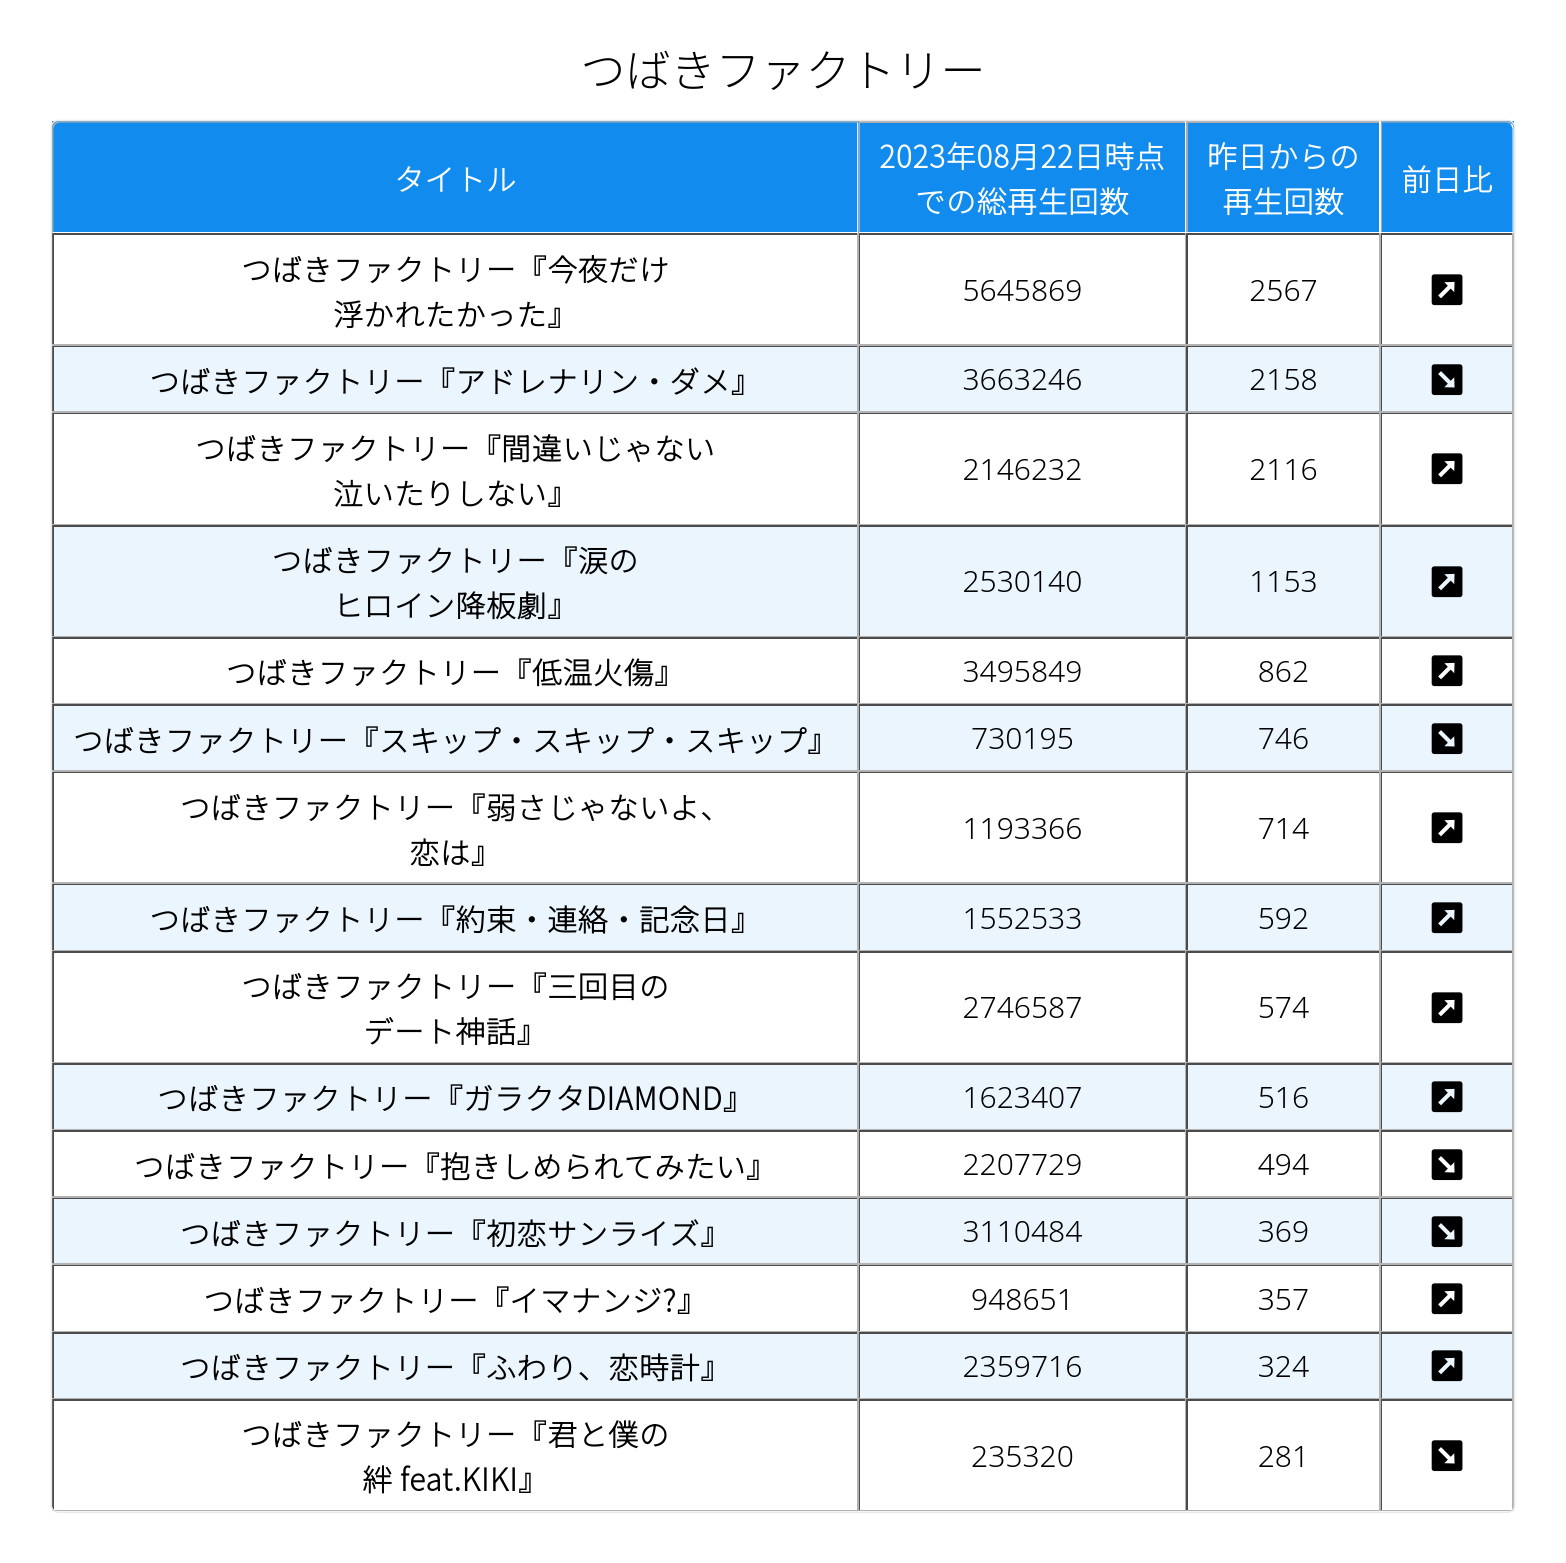 つばきファクトリー
タイトル
2023年08月22日時点
での総再生回数
昨日からの
再生回数
前日比
つばきファクトリー『今夜だけ
浮かれたかった』
5645869
2567
つばきファクトリー『アドレナリン・ダメ』
3663246
2158
つばきファクトリー『間違いじゃない
泣いたりしない』
2146232
2116
つばきファクトリー『涙の
ヒロイン降板劇』
2530140
1153
つばきファクトリー『低温火傷』
3495849
862
つばきファクトリー『スキップ・スキップ・スキップ』
730195
746
つばきファクトリー『弱さじゃないよ、
恋は』
1193366
714
つばきファクトリー『約束・連絡・記念日』
1552533
592
つばきファクトリー『三回目の
デート神話』
2746587
574
つばきファクトリー『ガラクタDIAMOND』
1623407
516
つばきファクトリー『抱きしめられてみたい』
2207729
494
つばきファクトリー『初恋サンライズ』
3110484
369
つばきファクトリー『イマナンジ?』
948651
357
つばきファクトリー『ふわり、恋時計』
2359716
324
つばきファクトリー『君と僕の
絆 feat.KIKI』
235320
281